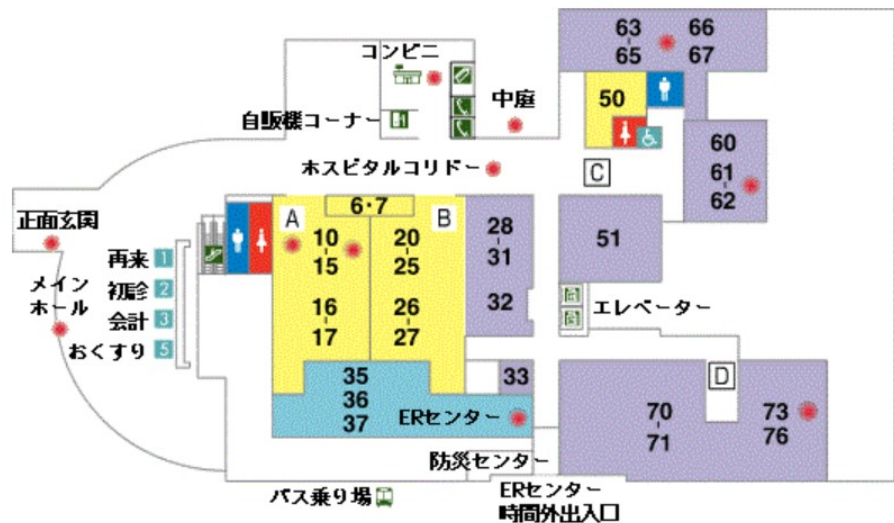 コンビニ
自販機コーナー
中庭
ホスピタルコリドー
63
65
66
67
50
60
61
62
C
51
正面玄関
メイン
ホール
再来 1
初診 2
会計 3
おくすり 5
A
6・7
B
10
15
20
25
16
17
26
27
28
31
32
33
エレベーター
35
36
37
ERセンター
D
70
71
73
76
防災センター
バス乗り場
ERセンター
時間外出入口